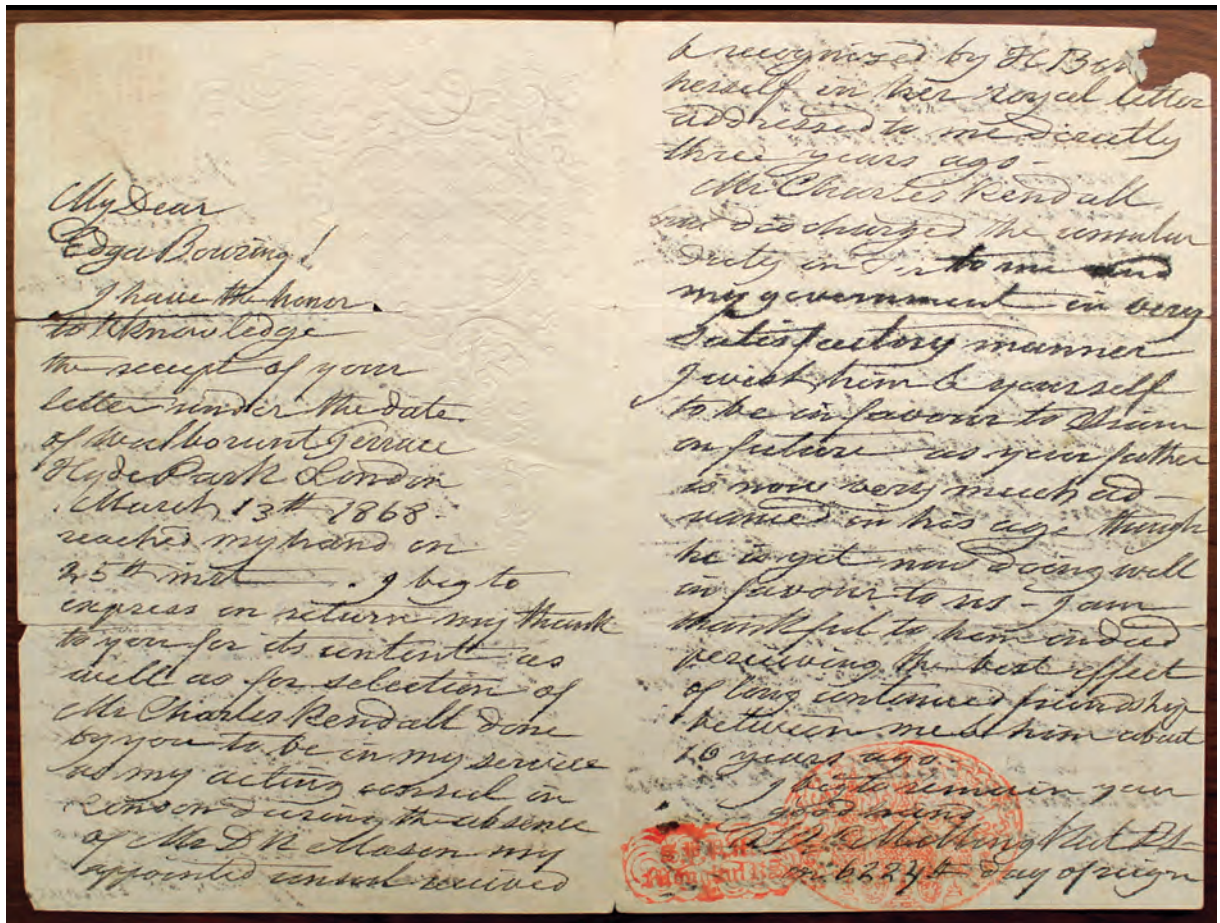 My Dear
Edgar Bowring!
I have the honor
to aknowledge
the receipt of your
letter under the date
of Westbourne Terrace
Hyde Park London
March 13th 1868.
reached my hand on
25th inst. I beg to
express in return my thank
to you for its content as
well as for selection of
Mr Charles Rendall done
by you to be in my service
as my acting consul in
London during the absence
of Mr D K Mason my
appointed consul received
& recognized by H B
herself in her royal letter
addressed to me directly
three years ago -
Mr Charles Rendall
discharged the consular
duty to me and
my government in very
satisfactory manner
I wish him & yourself
to be in favour to Siam
on future as your father
is now very much ad-
vanced in his age though
he is yet now doing well
in favour to us - I am
thankful to him indeed
perceiving the best effect
of long continued friendship
between me & him about
16 years ago.
I beg to remain your
good
Mongkut
on 6224th day of reign